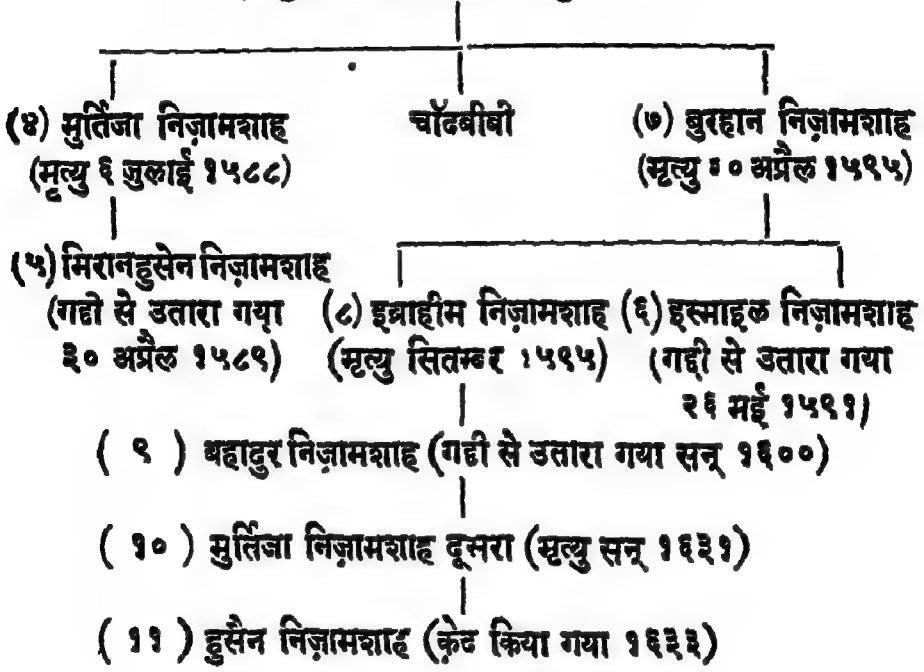 (४) मुर्तिजा निज़ामशाह चाँदबीबी (७) बुरहान निज़ामशाह
(मृत्यु ६ जुलाई १५८८) (मृत्यु ०० अप्रैल १५९५)
(५) मिरानहुसेन निज़ामशाह
(गद्दी से उतारा गया (८) इब्राहीम निज़ामशाह (६) इस्माइल निज़ामशाह
३० अप्रैल १५८९) (मृत्यु सितम्बर १५९५) (गद्दी से उतारा गया
२६ मई १५९१)
( ९ ) बहादुर निज़ामशाह (गद्दी से उतारा गया सन् १६००)
( १० ) मुर्तिजा निज़ामशाह दूसरा (मृत्यु सन् १६३१)
( ११ ) हुसैन निज़ामशाह (क़ेद किया गया १६३३)